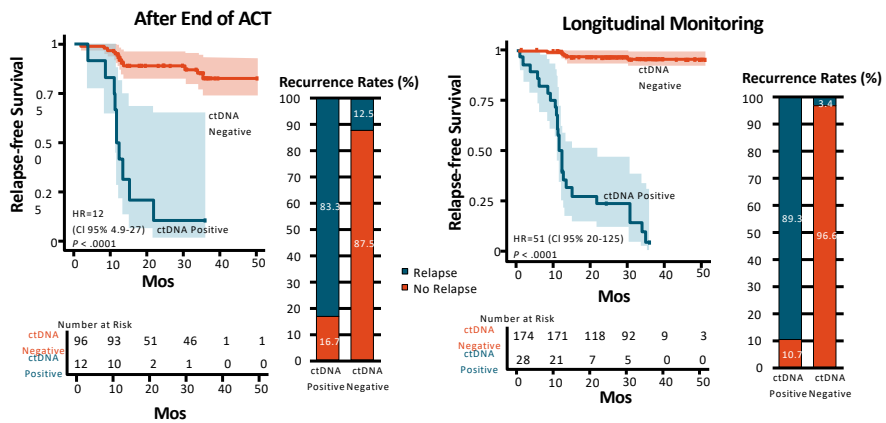 After End of ACT
Relapse-free Survival
1
0.7
5
0.5
0
0.2
5
0
ctDNA
Negative
HR=12
(CI 95% 4.9-27)
P < .0001
ctDNA Positive
0 10 20 30 40 50
Mos
Number at Risk
ctDNA
Negative
96 93 51 46 1 1
ctDNA
Positive
12 10 2 1 0 0
0 10 20 30 40 50
Mos
Recurrence Rates (%)
100
90
80
70
60
50
40
30
20
10
0
83.3
16.7
12.5
87.5
ctDNA
Positive
ctDNA
Negative
Relapse
No Relapse
Longitudinal Monitoring
Relapse-free Survival
1
0.75
0.50
0.25
0
ctDNA
Negative
ctDNA Positive
HR=51 (CI 95% 20-125)
P < .0001
0 10 20 30 40 50
Mos
Number at Risk
ctDNA
Negative
174 171 118 92 9 3
ctDNA
Positive
28 21 7 5 0 0
0 10 20 30 40 50
Mos
Recurrence Rates (%)
100
90
80
70
60
50
40
30
20
10
0
89.3
10.7
3.4
96.6
ctDNA
Positive
ctDNA
Negative